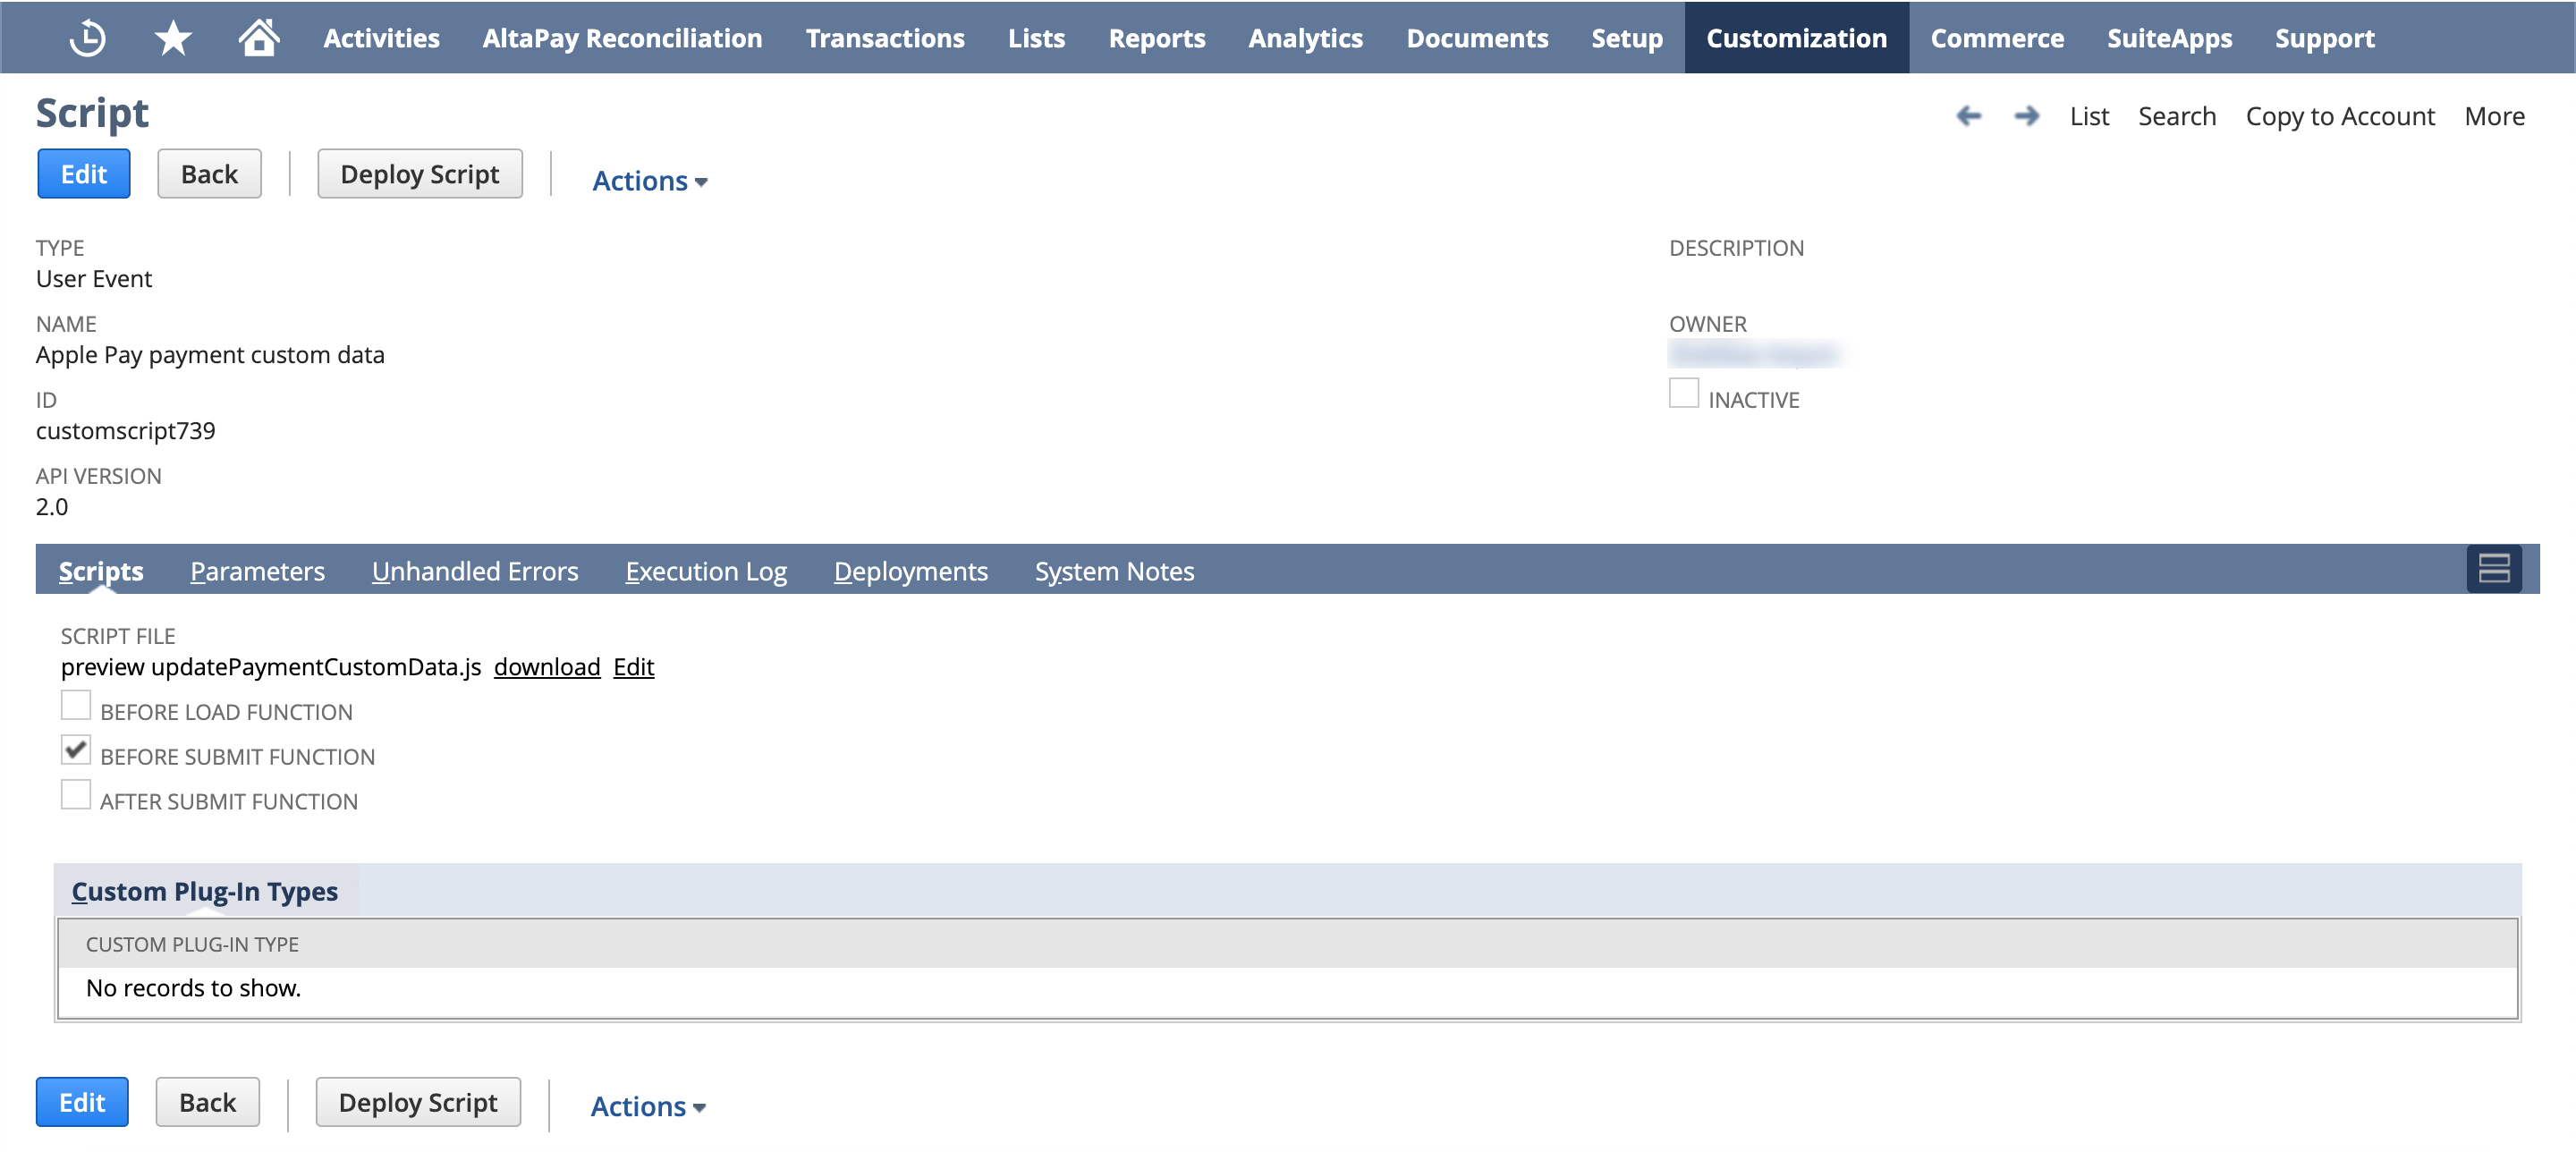 Activities AltaPay Reconciliation Transactions Lists Reports Analytics Documents Setup Customization Commerce SuiteApps Support
Script
List Search Copy to Account More
Edit Back Deploy Script Actions
TYPE
User Event
DESCRIPTION
NAME
Apple Pay payment custom data
OWNER
INACTIVE
ID
customscript739
API VERSION
2.0
Scripts Parameters Unhandled Errors Execution Log Deployments System Notes
SCRIPT FILE
preview updatePaymentCustomData.js download Edit
BEFORE LOAD FUNCTION
BEFORE SUBMIT FUNCTION
AFTER SUBMIT FUNCTION
Custom Plug-In Types
CUSTOM PLUG-IN TYPE
No records to show.
Edit Back Deploy Script Actions